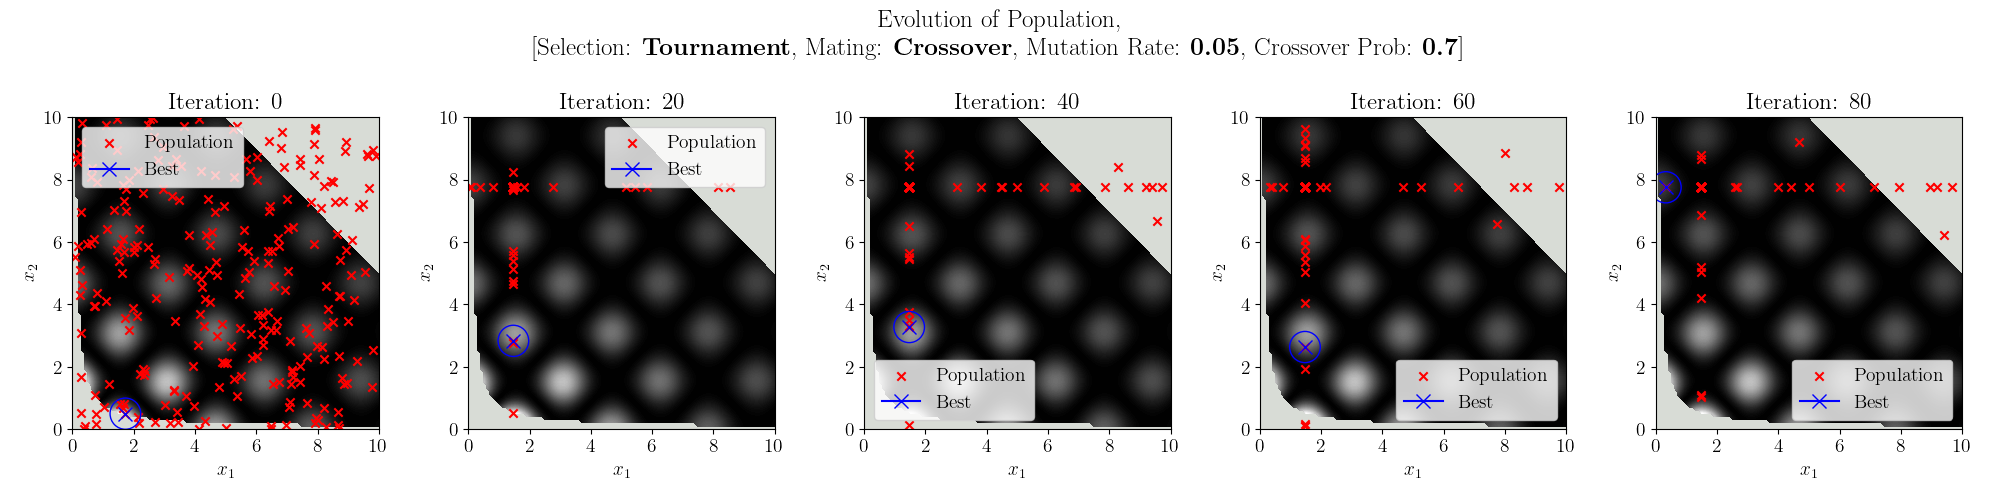 Evolution of Population,
[Selection: Tournament, Mating: Crossover, Mutation Rate: 0.05, Crossover Prob: 0.7]
Iteration: 0
10
8
6
4
2
0
x2
0 2 4 6 8 10
x1
Population
Best
Iteration: 20
10
8
6
4
2
0
x2
0 2 4 6 8 10
x1
Population
Best
Iteration: 40
10
8
6
4
2
0
x2
0 2 4 6 8 10
x1
Population
Best
Iteration: 60
10
8
6
4
2
0
x2
0 2 4 6 8 10
x1
Population
Best
Iteration: 80
10
8
6
4
2
0
x2
0 2 4 6 8 10
x1
Population
Best